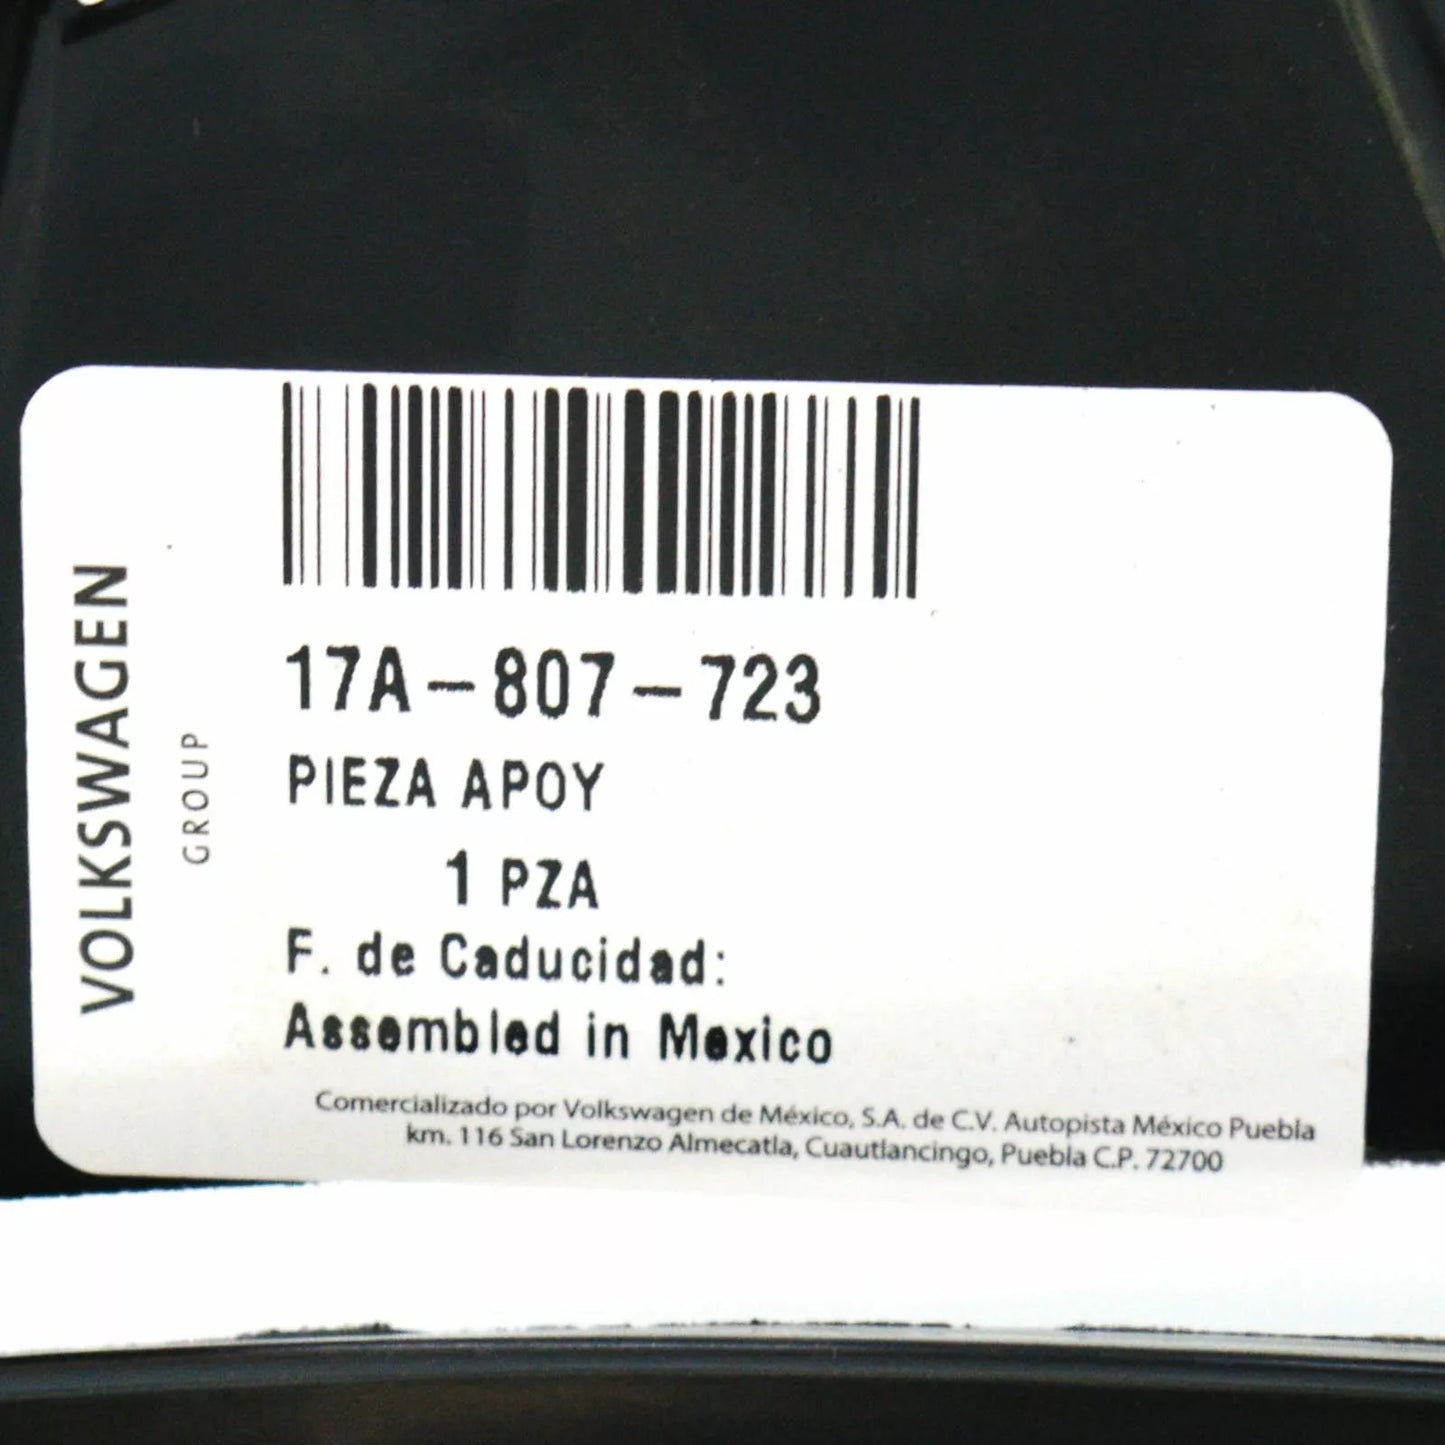 VOLKSWAGEN
GROUP
17A-807-723
PIEZA APOY
1 PZA
F. de Caducidad:
Assembled in Mexico
Comercializado por Volkswagen de México, S.A. de C.V. Autopista México Puebla
km. 116 San Lorenzo Almecatla, Cuautlancingo, Puebla C.P. 72700